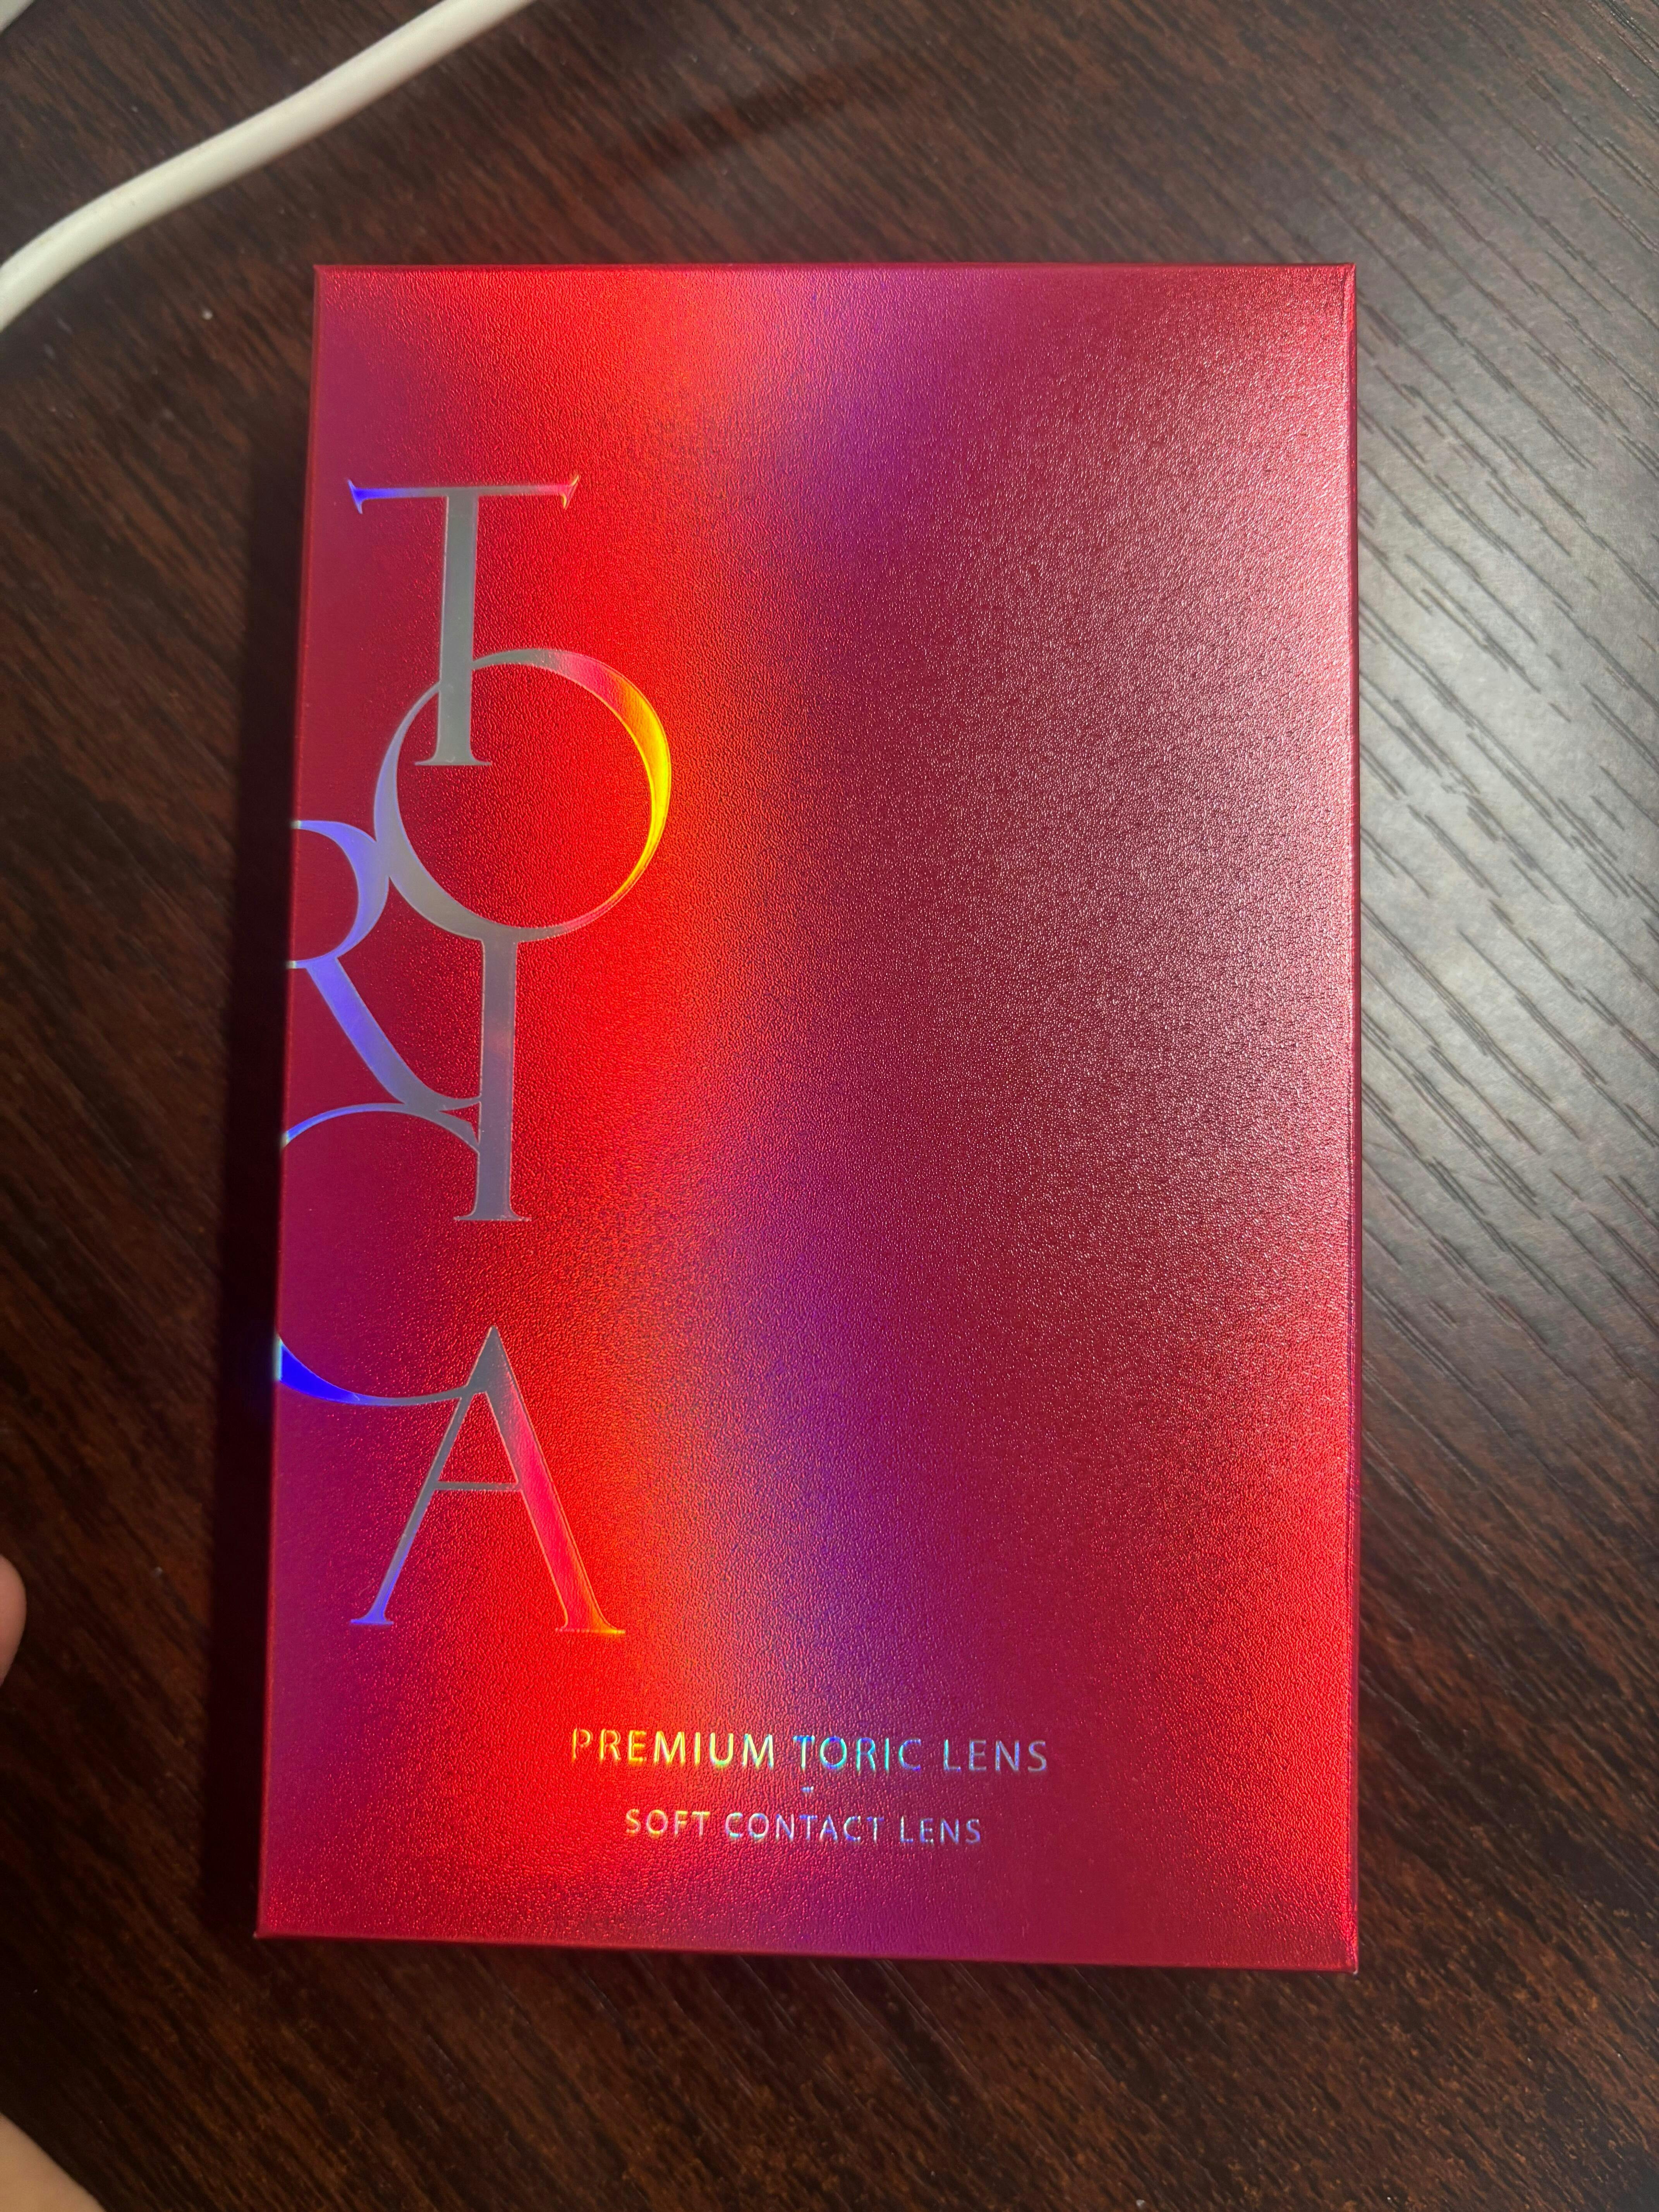 TORICA
PREMIUM TORIC LENS
-
SOFT CONTACT LENS